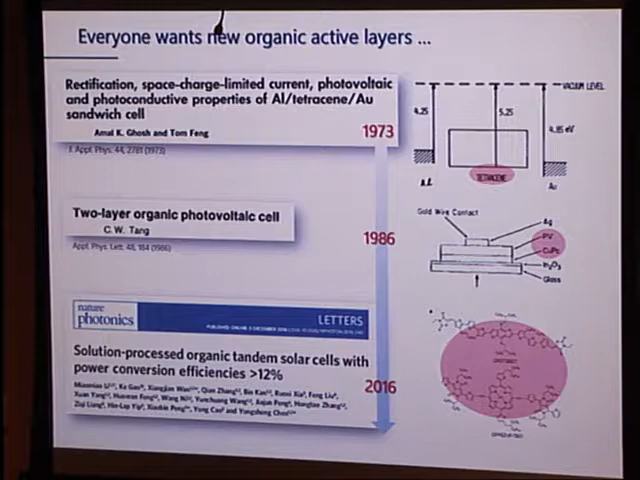 Everyone wants new organic active layers ...
Rectification, space-charge-limited current, photovoltaic
and photoconductive properties of Al/tetracene/Au
sandwich cell
Amal K. Ghosh and Tom Feng
J. Appl. Phys. 44, 2781 (1973)
1973
VACUUM LEVEL
4.25
5.25
4.85 eV
TETRACENE
Al
Au
Two-layer organic photovoltaic cell
C. W. Tang
Appl. Phys. Lett. 48, 184 (1986)
1986
Gold Wire Contact
Ag
PV
CuPc
In2O3
Glass
nature
photonics
LETTERS
Solution-processed organic tandem solar cells with
power conversion efficiencies >12%
2016